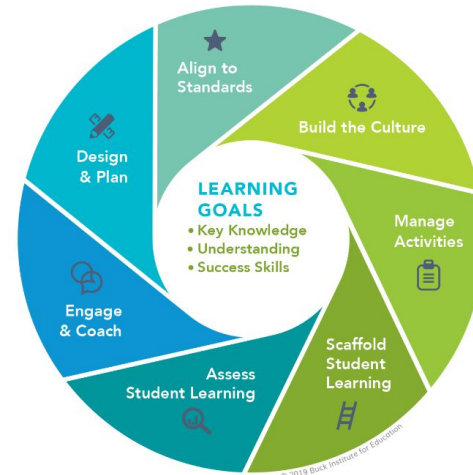 Align to
Standards
Build the Culture
Manage
Activities
Scaffold
Student
Learning
Assess
Student Learning
Engage
& Coach
Design
& Plan
LEARNING
GOALS
• Key Knowledge
• Understanding
• Success Skills
© 2019 Buck Institute for Education